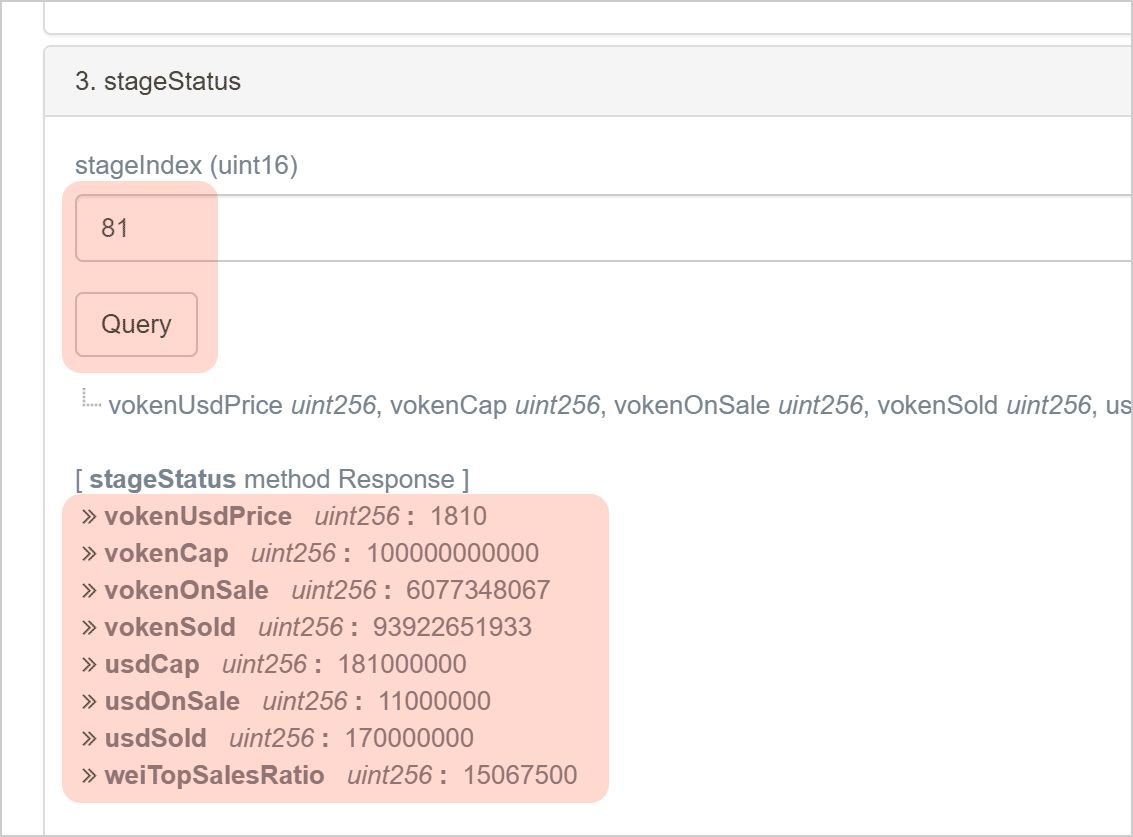 3. stageStatus
stageIndex (uint16)
81
Query
vokenUsdPrice uint256, vokenCap uint256, vokenOnSale uint256, vokenSold uint256, us
[ stageStatus method Response ]
» vokenUsdPrice uint256 : 1810
» vokenCap uint256 : 100000000000
» vokenOnSale uint256 : 6077348067
» vokenSold uint256 : 93922651933
» usdCap uint256 : 181000000
» usdOnSale uint256 : 11000000
» usdSold uint256 : 170000000
» weiTopSalesRatio uint256 : 15067500